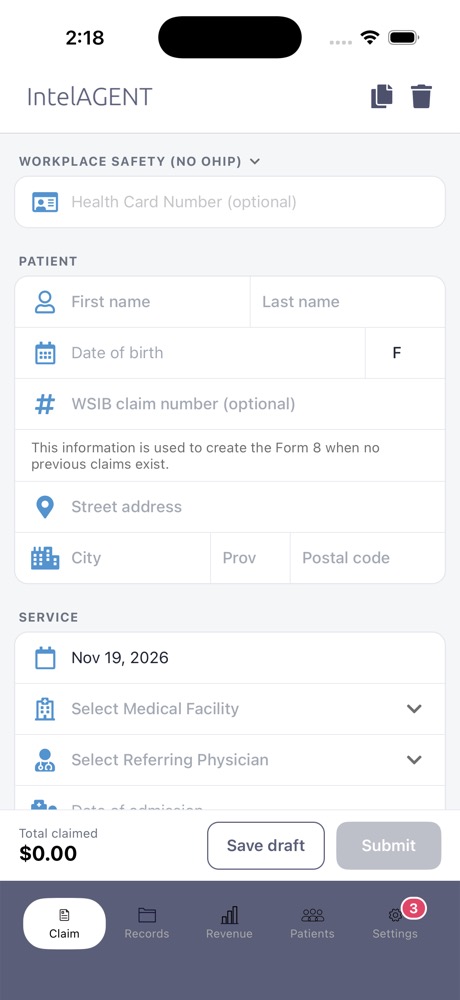 2:18
IntelAGENT
WORKPLACE SAFETY (NO OHIP)
Health Card Number (optional)
PATIENT
First name Last name
Date of birth F
WSIB claim number (optional)
This information is used to create the Form 8 when no
previous claims exist.
Street address
City Prov Postal code
SERVICE
Nov 19, 2026
Select Medical Facility
Select Referring Physician
Date of admission
Total claimed
$0.00
Save draft Submit
3
Claim Records Revenue Patients Settings